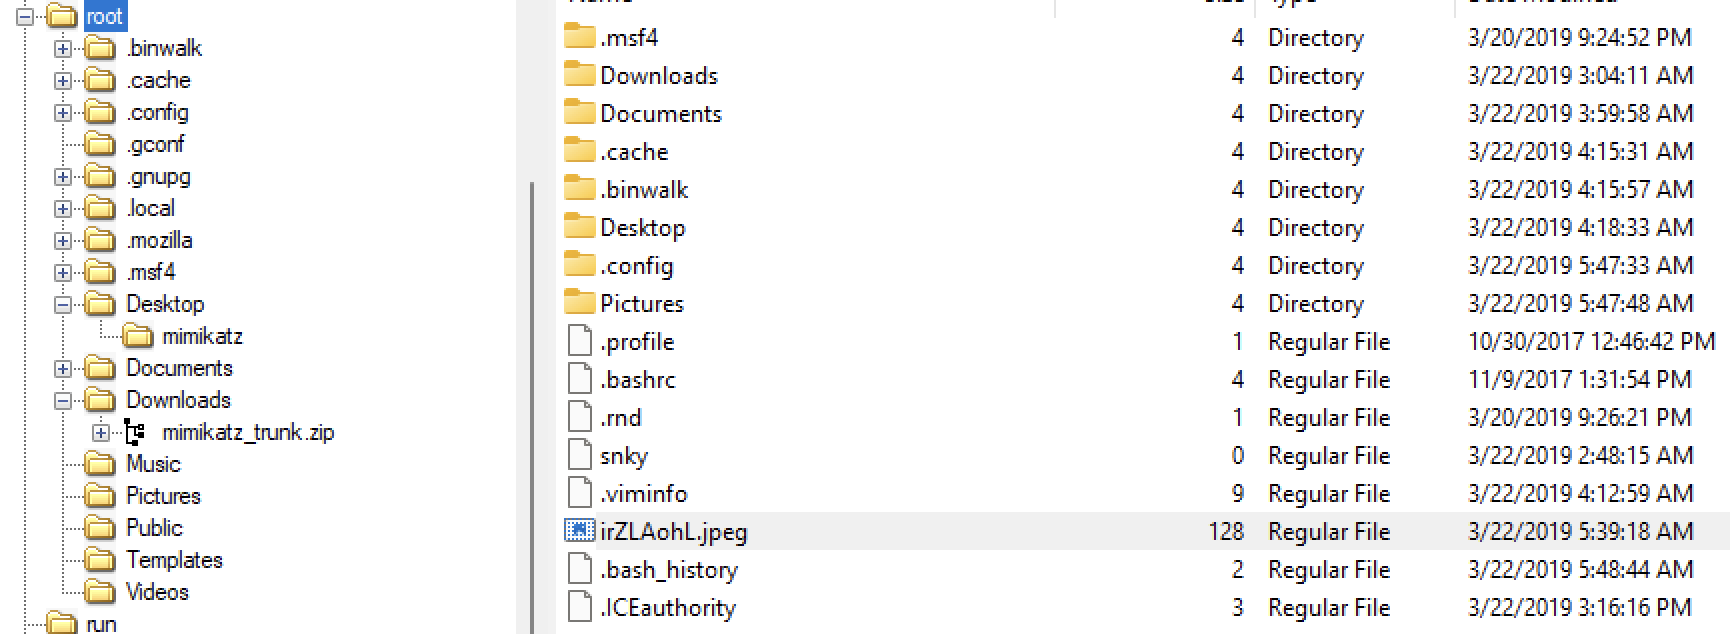 root
.binwalk
.cache
.config
.gconf
.gnupg
.local
.mozilla
.msf4
Desktop
mimikatz
Documents
Downloads
mimikatz_trunk.zip
Music
Pictures
Public
Templates
Videos
run
.msf4 4 Directory 3/20/2019 9:24:52 PM
Downloads 4 Directory 3/22/2019 3:04:11 AM
Documents 4 Directory 3/22/2019 3:59:58 AM
.cache 4 Directory 3/22/2019 4:15:31 AM
.binwalk 4 Directory 3/22/2019 4:15:57 AM
Desktop 4 Directory 3/22/2019 4:18:33 AM
.config 4 Directory 3/22/2019 5:47:33 AM
Pictures 4 Directory 3/22/2019 5:47:48 AM
.profile 1 Regular File 10/30/2017 12:46:42 PM
.bashrc 4 Regular File 11/9/2017 1:31:54 PM
.rnd 1 Regular File 3/20/2019 9:26:21 PM
snky 0 Regular File 3/22/2019 2:48:15 AM
.viminfo 9 Regular File 3/22/2019 4:12:59 AM
irZLAohL.jpeg 128 Regular File 3/22/2019 5:39:18 AM
.bash_history 2 Regular File 3/22/2019 5:48:44 AM
.ICEauthority 3 Regular File 3/22/2019 3:16:16 PM